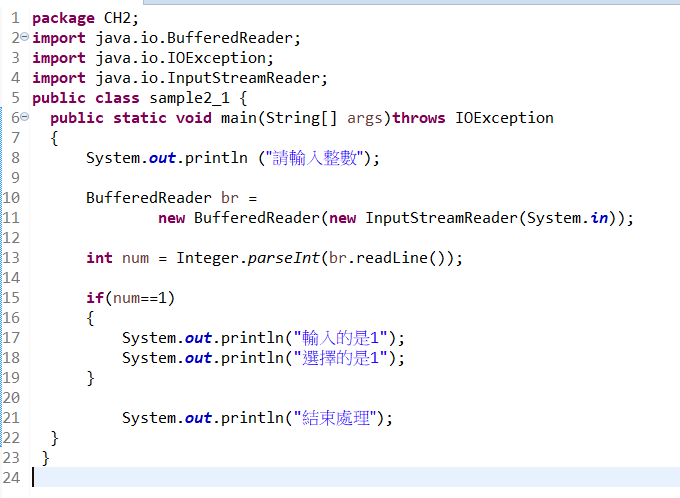 1 package CH2;
2 import java.io.BufferedReader;
3 import java.io.IOException;
4 import java.io.InputStreamReader;
5 public class sample2_1 {
6 public static void main(String[] args)throws IOException
7 {
8 System.out.println ("請輸入整數");
9
10 BufferedReader br =
11 new BufferedReader(new InputStreamReader(System.in));
12
13 int num = Integer.parseInt(br.readLine());
14
15 if(num==1)
16 {
17 System.out.println("輸入的是1");
18 System.out.println("選擇的是1");
19 }
20
21 System.out.println("結束處理");
22 }
23 }
24